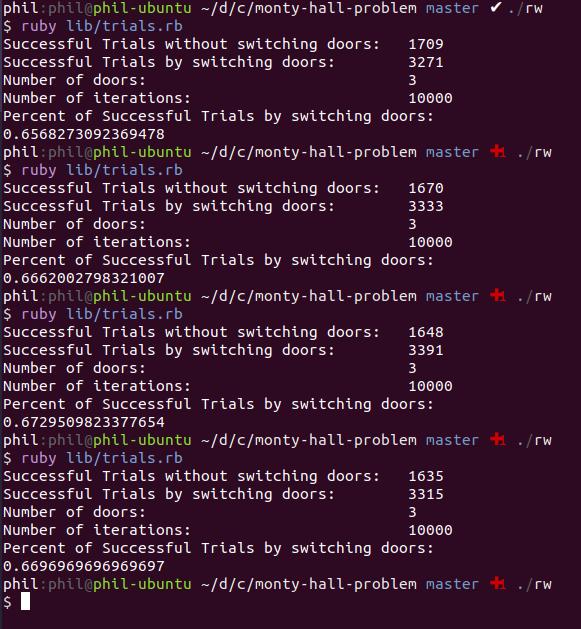 phil:phil@phil-ubuntu ~/d/c/monty-hall-problem master ✔ ./rw
$ ruby lib/trials.rb
Successful Trials without switching doors:   1709
Successful Trials by switching doors:        3271
Number of doors:                             3
Number of iterations:                        10000
Percent of Successful Trials by switching doors:
0.6568273092369478
phil:phil@phil-ubuntu ~/d/c/monty-hall-problem master ./rw
$ ruby lib/trials.rb
Successful Trials without switching doors:   1670
Successful Trials by switching doors:        3333
Number of doors:                             3
Number of iterations:                        10000
Percent of Successful Trials by switching doors:
0.6662002798321007
phil:phil@phil-ubuntu ~/d/c/monty-hall-problem master ./rw
$ ruby lib/trials.rb
Successful Trials without switching doors:   1648
Successful Trials by switching doors:        3391
Number of doors:                             3
Number of iterations:                        10000
Percent of Successful Trials by switching doors:
0.6729509823377654
phil:phil@phil-ubuntu ~/d/c/monty-hall-problem master ./rw
$ ruby lib/trials.rb
Successful Trials without switching doors:   1635
Successful Trials by switching doors:        3315
Number of doors:                             3
Number of iterations:                        10000
Percent of Successful Trials by switching doors:
0.6696969696969697
phil:phil@phil-ubuntu ~/d/c/monty-hall-problem master ./rw
$